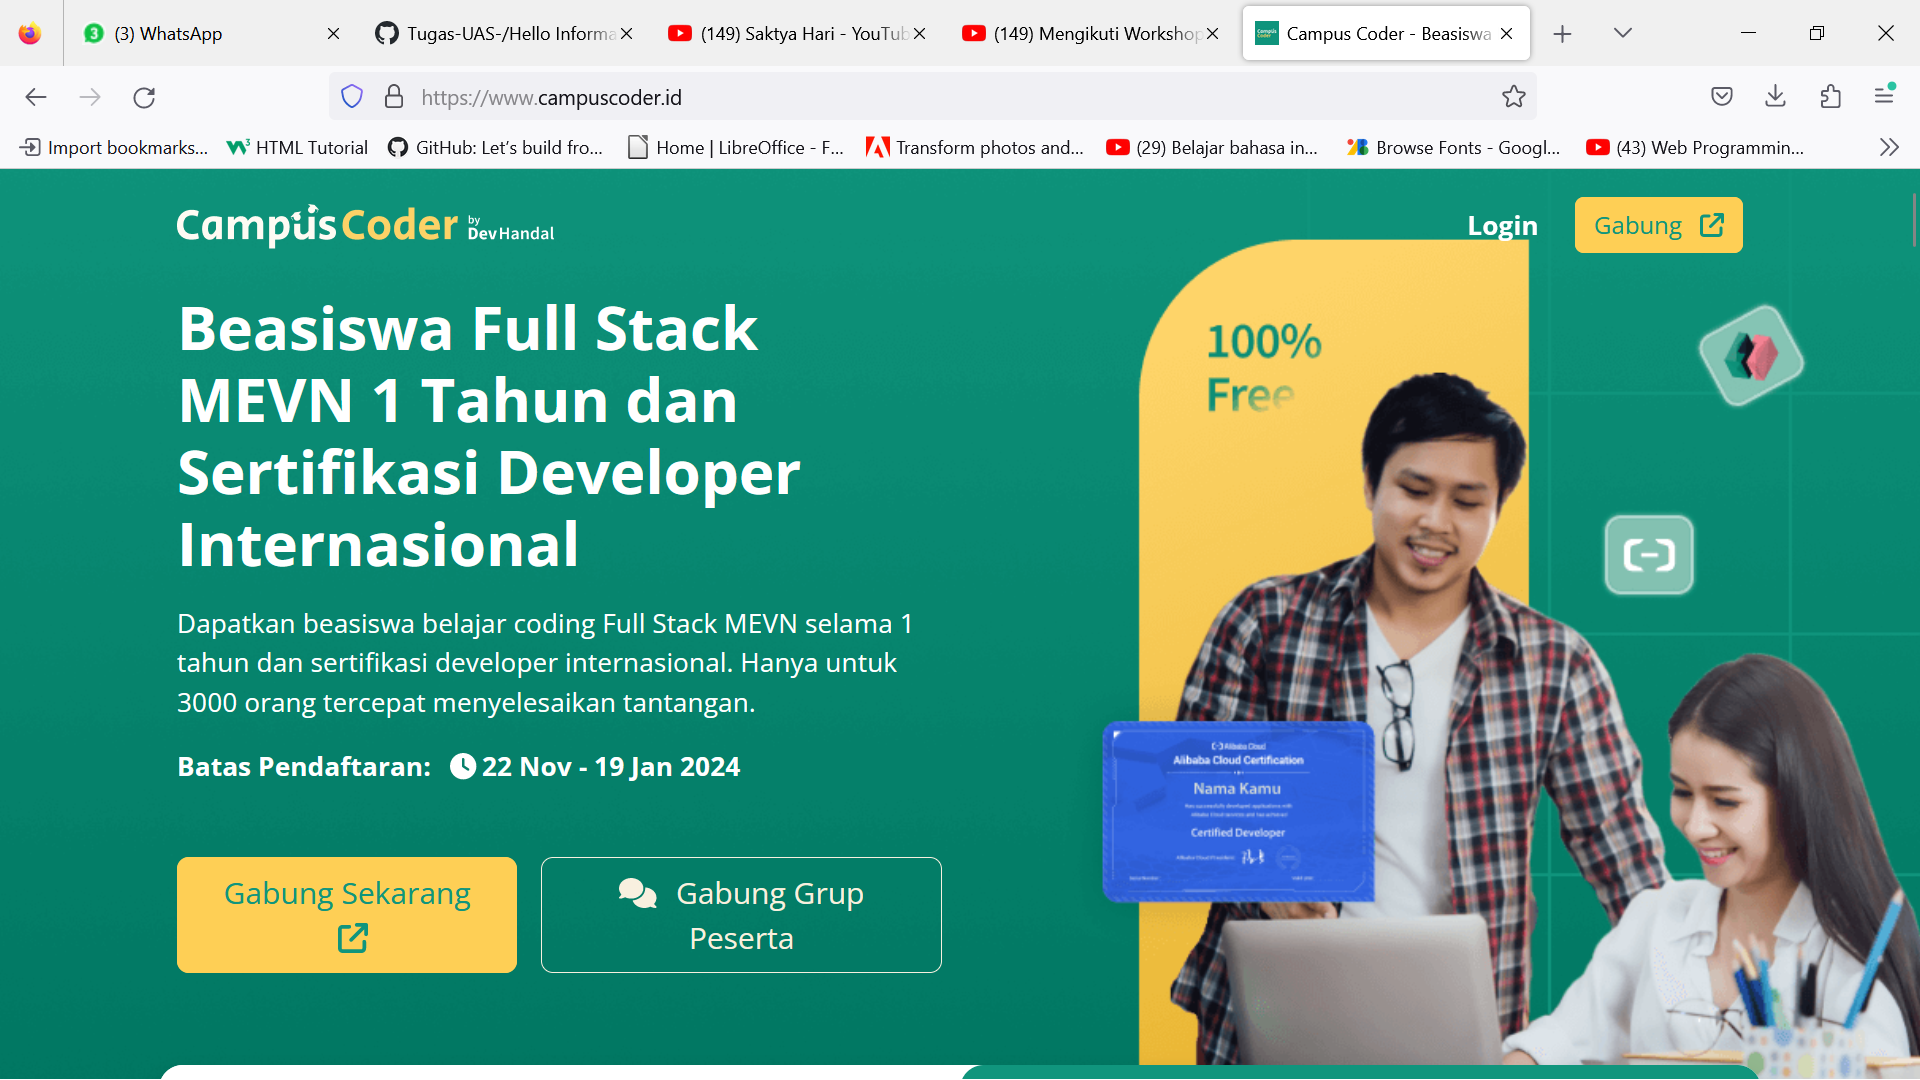 3 (3) WhatsApp
Tugas-UAS-/Hello Informa
(149) Saktya Hari - YouTub
(149) Mengikuti Workshop
Campus Coder - Beasiswa
https://www.campuscoder.id
Import bookmarks...
HTML Tutorial
GitHub: Let’s build fro...
Home | LibreOffice - F...
Transform photos and...
(29) Belajar bahasa in...
Browse Fonts - Googl...
(43) Web Programmin...
CampusCoder by DevHandal
Login
Gabung
Beasiswa Full Stack
MEVN 1 Tahun dan
Sertifikasi Developer
Internasional
Dapatkan beasiswa belajar coding Full Stack MEVN selama 1
tahun dan sertifikasi developer internasional. Hanya untuk
3000 orang tercepat menyelesaikan tantangan.
Batas Pendaftaran: 22 Nov - 19 Jan 2024
Gabung Sekarang
Gabung Grup
Peserta
100%
Free
Alibaba Cloud
Alibaba Cloud Certification
Nama Kamu
Certified Developer